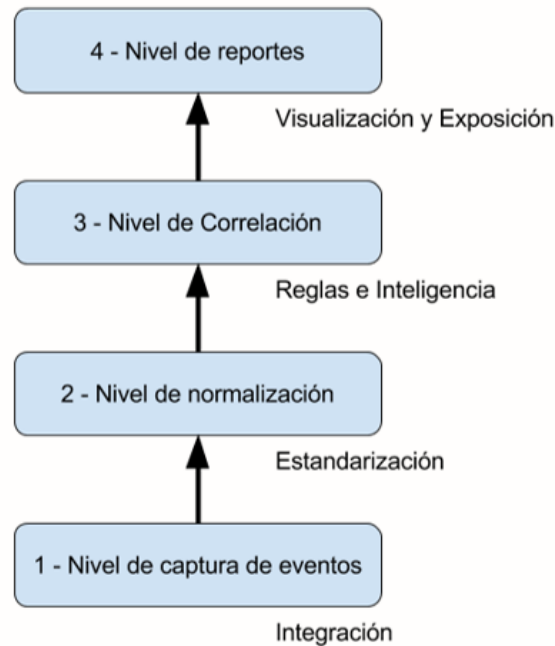 4 - Nivel de reportes
Visualización y Exposición
3 - Nivel de Correlación
Reglas e Inteligencia
2 - Nivel de normalización
Estandarización
1 - Nivel de captura de eventos
Integración